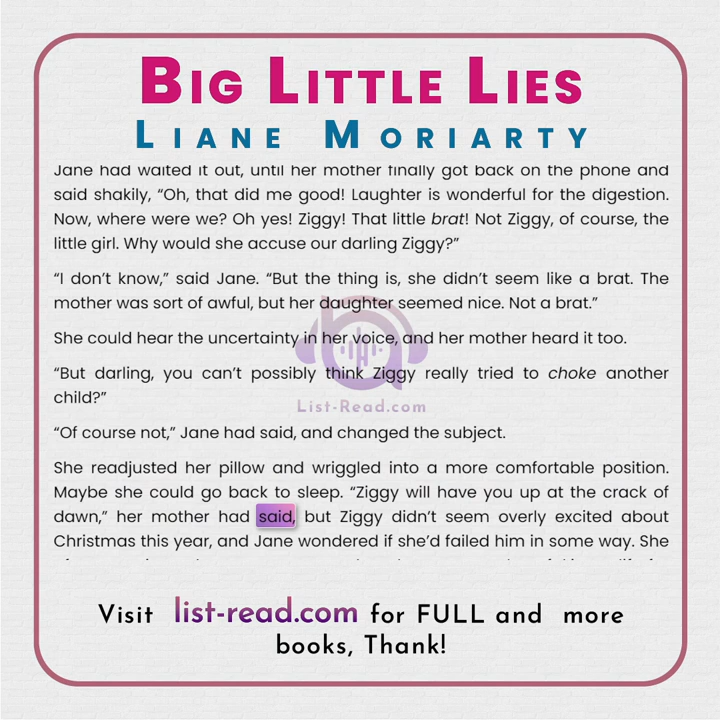 BIG LITTLE LIES
LIANE MORIARTY
Jane had waited it out, until her mother finally got back on the phone and
said shakily, “Oh, that did me good! Laughter is wonderful for the digestion.
Now, where were we? Oh yes! Ziggy! That little brat! Not Ziggy, of course, the
little girl. Why would she accuse our darling Ziggy?”
“I don’t know,” said Jane. “But the thing is, she didn’t seem like a brat. The
mother was sort of awful, but her daughter seemed nice. Not a brat.”
She could hear the uncertainty in her voice, and her mother heard it too.
“But darling, you can’t possibly think Ziggy really tried to choke another
child?”
List-Read.com
“Of course not,” Jane had said, and changed the subject.
She readjusted her pillow and wriggled into a more comfortable position.
Maybe she could go back to sleep. “Ziggy will have you up at the crack of
dawn,” her mother had said, but Ziggy didn’t seem overly excited about
Christmas this year, and Jane wondered if she’d failed him in some way. She
Visit list-read.com for FULL and more
books, Thank!